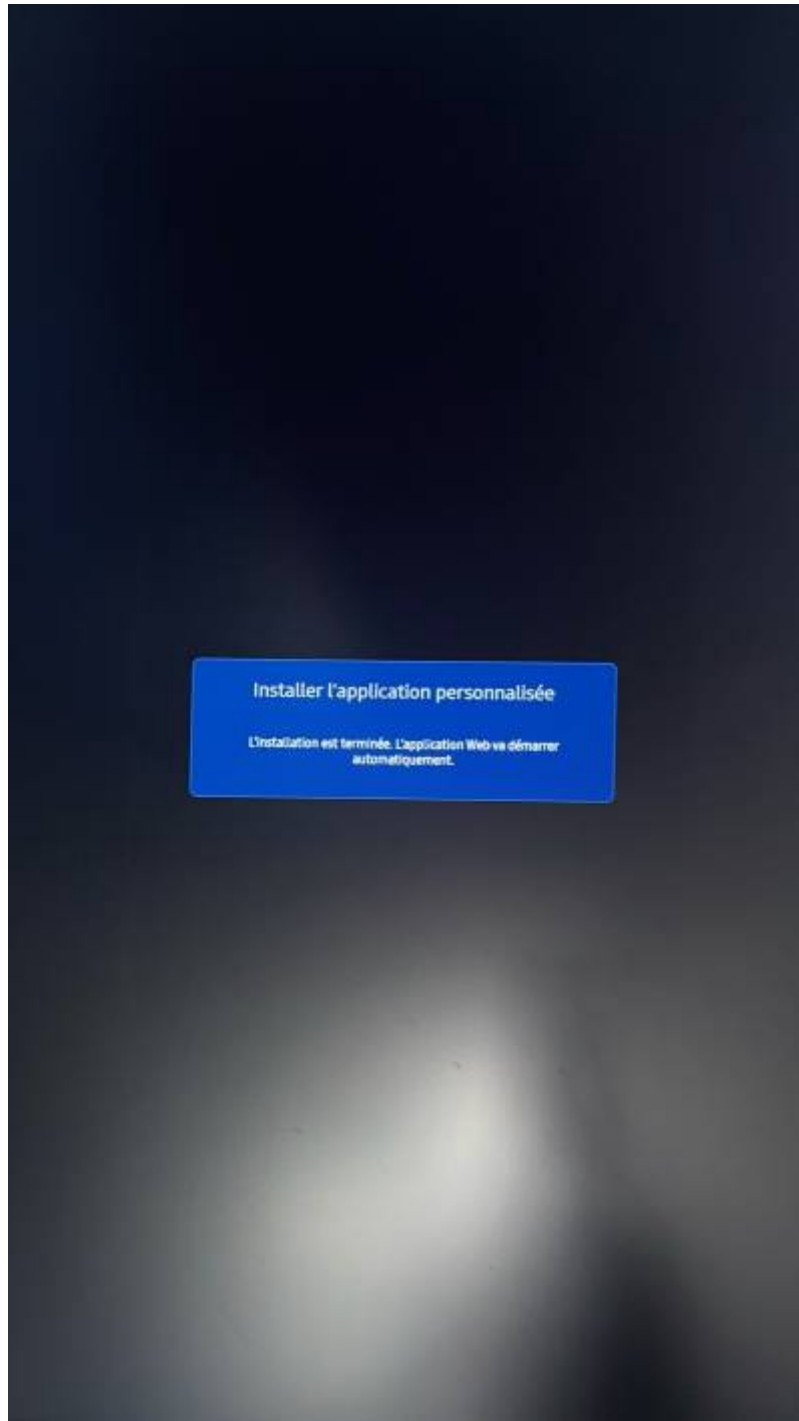 Installer l'application personnalisée
L'installation est terminée. L'application Web va démarrer
automatiquement.